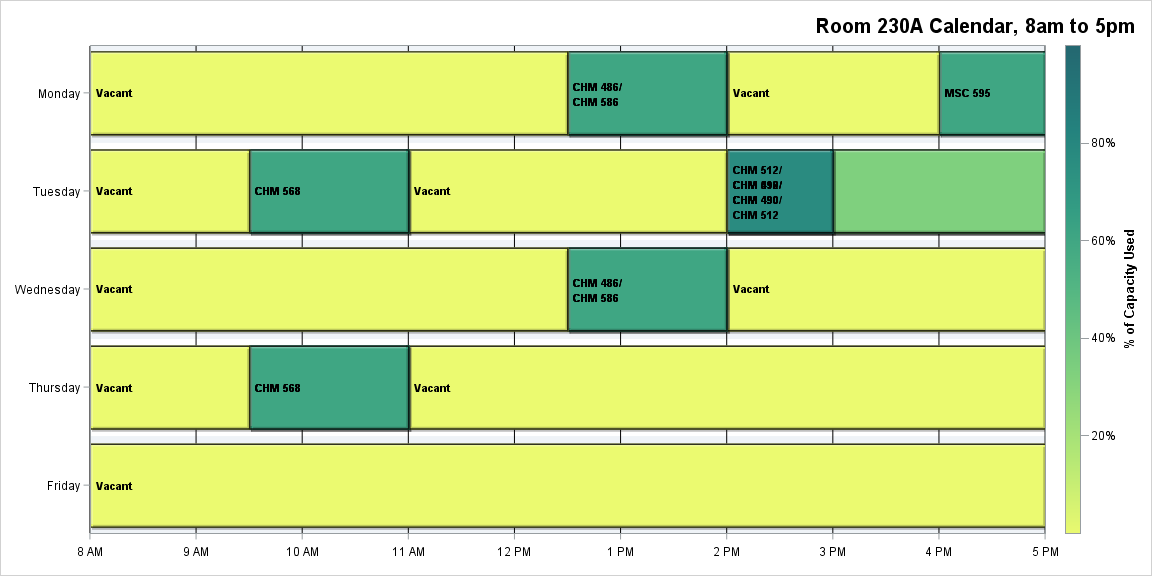 Room 230A Calendar, 8am to 5pm
Monday
Vacant
CHM 486/
CHM 586
Vacant
MSC 595
Tuesday
Vacant
CHM 568
Vacant
CHM 512/
CHM 698/
CHM 490/
CHM 512
Wednesday
Vacant
CHM 486/
CHM 586
Vacant
Thursday
Vacant
CHM 568
Vacant
Friday
Vacant
8 AM
9 AM
10 AM
11 AM
12 PM
1 PM
2 PM
3 PM
4 PM
5 PM
80%
60%
40%
20%
% of Capacity Used